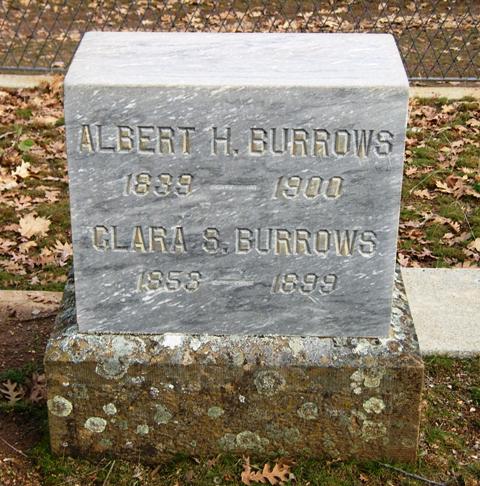 ALBERT H. BURROWS
1839 — 1900
CLARA S. BURROWS
1853 — 1899